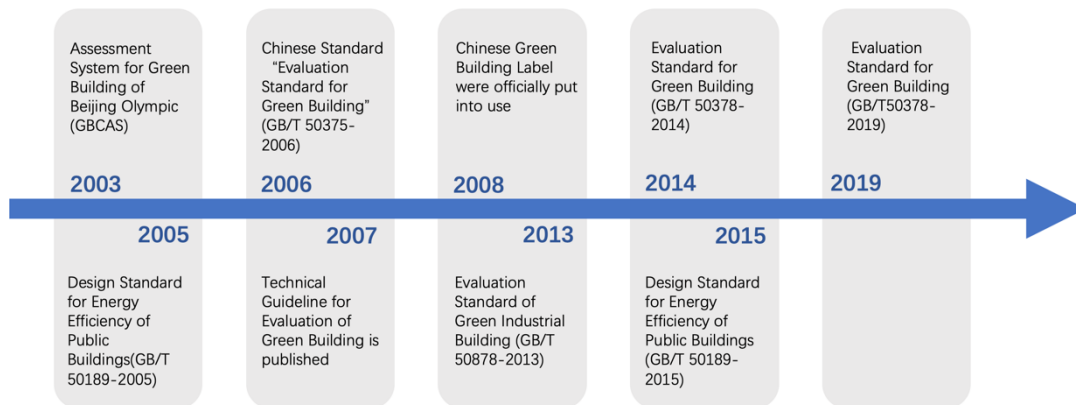 Assessment
System for Green
Building of
Beijing Olympic
(GBCAS)
2003
Chinese Standard
"Evaluation
Standard for
Green Building"
(GB/T 50375-
2006)
2006
Chinese Green
Building Label
were officially put
into use
2008
Evaluation
Standard for
Green Building
(GB/T 50378-
2014)
2014
Evaluation
Standard for
Green Building
(GB/T50378-
2019)
2019
2005
Design Standard
for Energy
Efficiency of
Public
Buildings(GB/T
50189-2005)
2007
Technical
Guideline for
Evaluation of
Green Building is
published
2013
Evaluation
Standard of
Green Industrial
Building (GB/T
50878-2013)
2015
Design Standard
for Energy
Efficiency of
Public Buildings
(GB/T 50189-
2015)